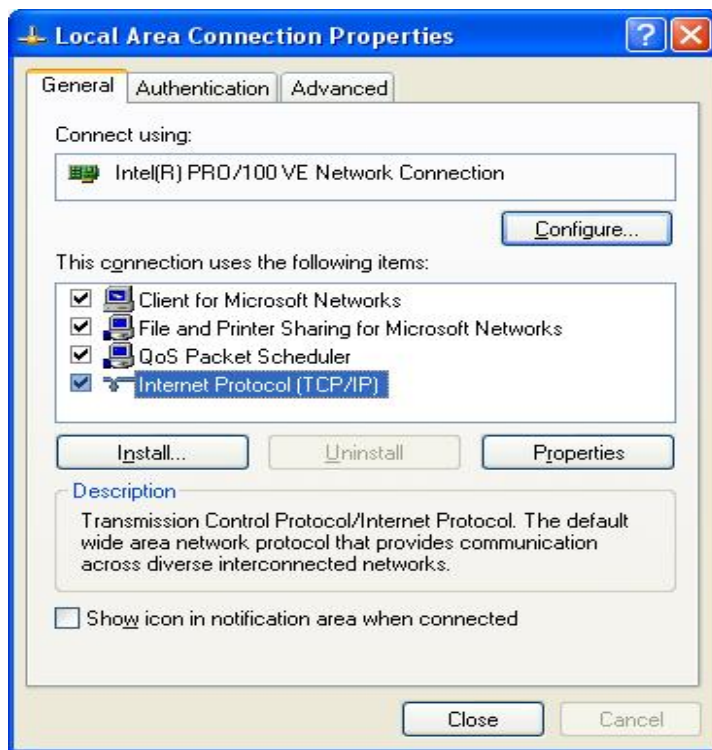 Local Area Connection Properties
General Authentication Advanced
Connect using:
Intel(R) PRO/100 VE Network Connection
Configure...
This connection uses the following items:
Client for Microsoft Networks
File and Printer Sharing for Microsoft Networks
QoS Packet Scheduler
Internet Protocol (TCP/IP)
Install... Uninstall Properties
Description
Transmission Control Protocol/Internet Protocol. The default
wide area network protocol that provides communication
across diverse interconnected networks.
Show icon in notification area when connected
Close Cancel